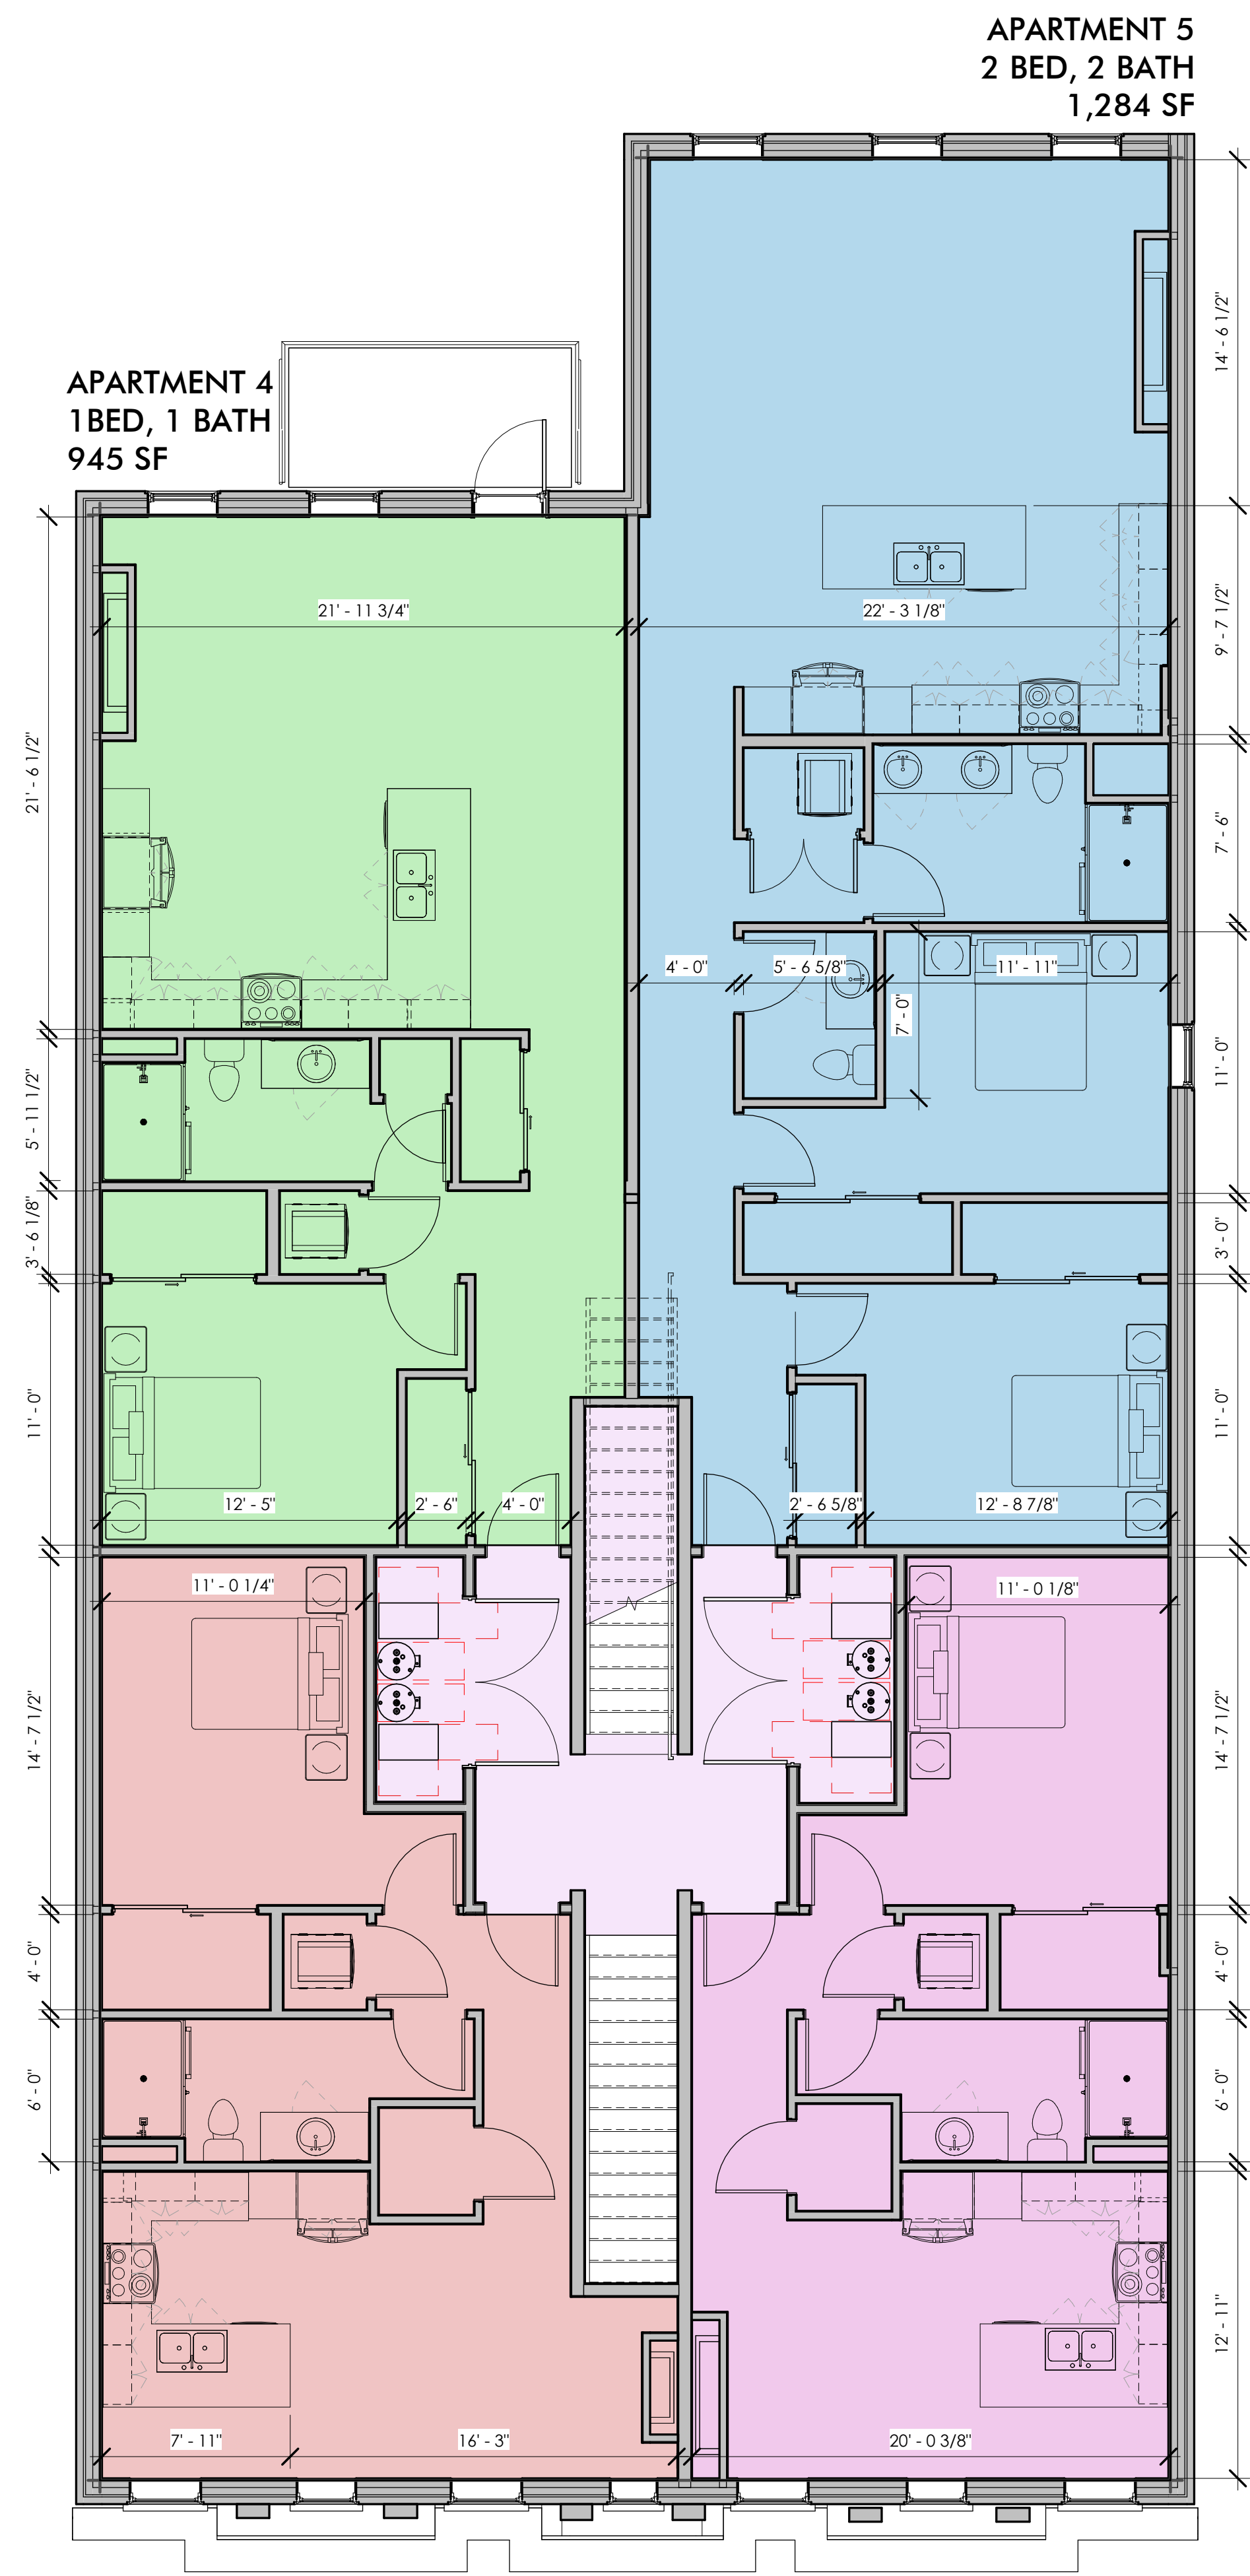 APARTMENT 5
2 BED, 2 BATH
1,284 SF
14' - 6 1/2"
APARTMENT 4
1BED, 1 BATH
945 SF
21' - 11 3/4"
22' - 3 1/8"
9' - 7 1/2"
21' - 6 1/2"
7' - 6"
4' - 0"
5' - 6 5/8"
11' - 11"
7' - 0"
11' - 0"
5' - 11 1/2"
3' - 6 1/8"
3' - 0"
11' - 0"
11' - 0"
12' - 5"
2' - 6"
4' - 0"
2' - 6 5/8"
12' - 8 7/8"
11' - 0 1/4"
11' - 0 1/8"
14' - 7 1/2"
14' - 7 1/2"
4' - 0"
4' - 0"
6' - 0"
6' - 0"
12' - 11"
7' - 11"
16' - 3"
20' - 0 3/8"